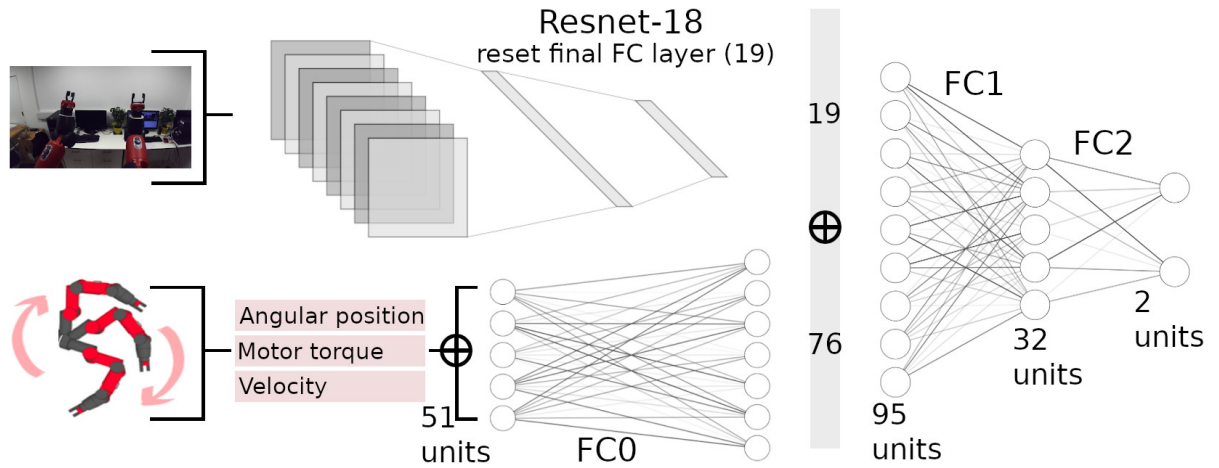 Resnet-18
reset final FC layer (19)
19
FC1
FC2
Angular position
Motor torque
Velocity
51
units
FC0
76
2
units
32
units
95
units